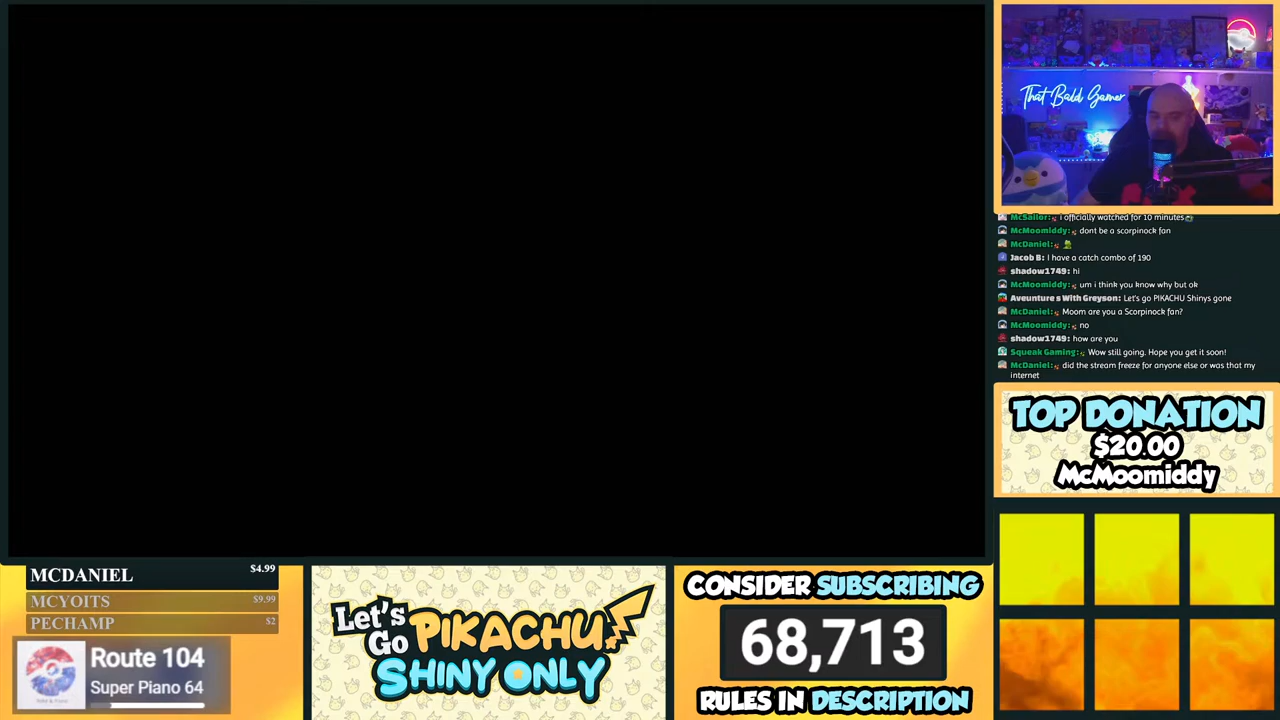 That Bald Gamer
McSailor: i officially watched for 10 minutes
McMoomiddy: dont be a scorpinock fan
McDaniel:
Jacob B: I have a catch combo of 190
shadow1749: hi
McMoomiddy: um i think you know why but ok
Aveunture s With Greyson: Let's go PIKACHU Shinys gone
McDaniel: Moom are you a Scorpinock fan?
McMoomiddy: no
shadow1749: how are you
Squeak Gaming: Wow still going. Hope you get it soon!
McDaniel: did the stream freeze for anyone else or was that my
internet
TOP DONATION
$20.00
McMoomiddy
MCDANIEL $4.99
MCYOITS $9.99
PECHAMP $2
Route 104
Super Piano 64
Let's
Go PIKACHU
SHINY ONLY
CONSIDER SUBSCRIBING
68,713
RULES IN DESCRIPTION